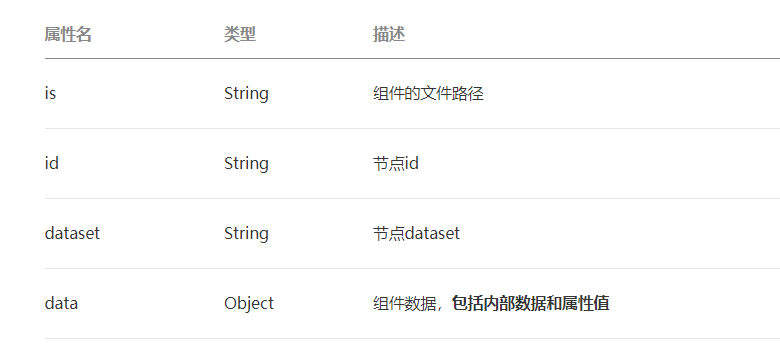 属性名 类型 描述
is String 组件的文件路径
id String 节点id
dataset String 节点dataset
data Object 组件数据，包括内部数据和属性值